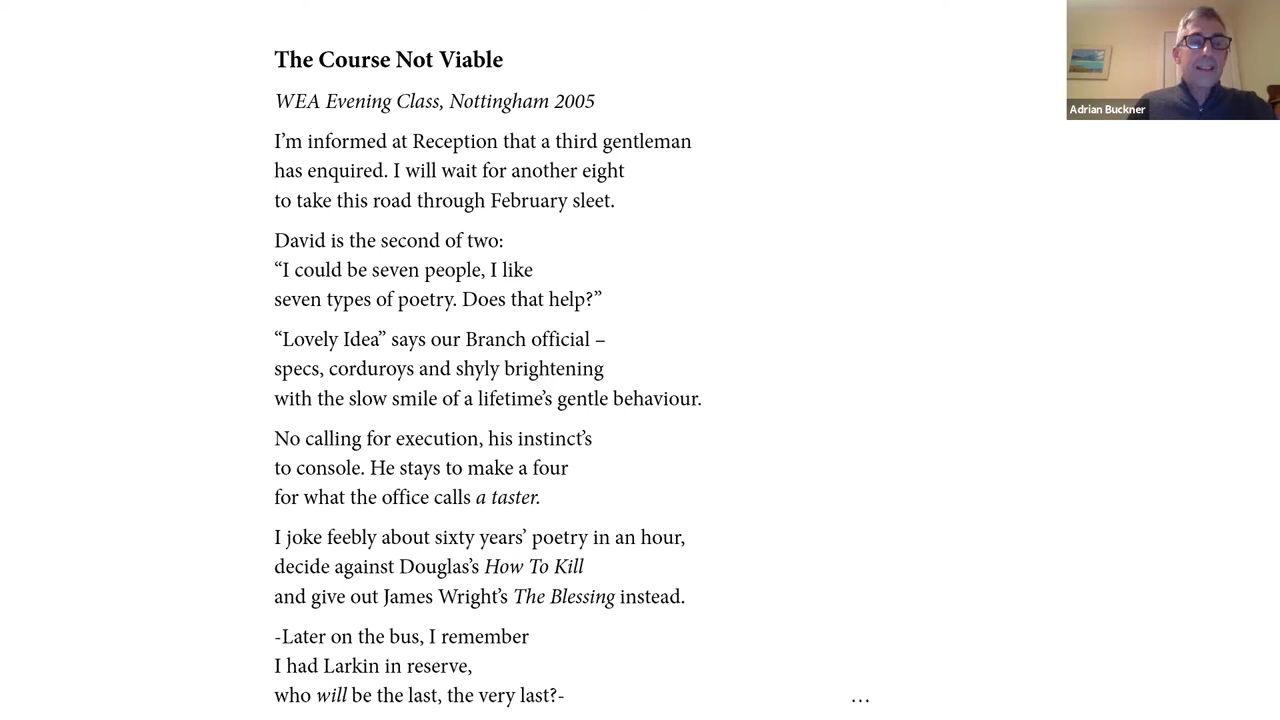 The Course Not Viable
WEA Evening Class, Nottingham 2005
I’m informed at Reception that a third gentleman
has enquired. I will wait for another eight
to take this road through February sleet.
David is the second of two:
“I could be seven people, I like
seven types of poetry. Does that help?”
“Lovely Idea” says our Branch official –
specs, corduroys and shyly brightening
with the slow smile of a lifetime’s gentle behaviour.
No calling for execution, his instinct’s
to console. He stays to make a four
for what the office calls a taster.
I joke feebly about sixty years’ poetry in an hour,
decide against Douglas’s How To Kill
and give out James Wright’s The Blessing instead.
-Later on the bus, I remember
I had Larkin in reserve,
who will be the last, the very last?-
…
Adrian Buckner